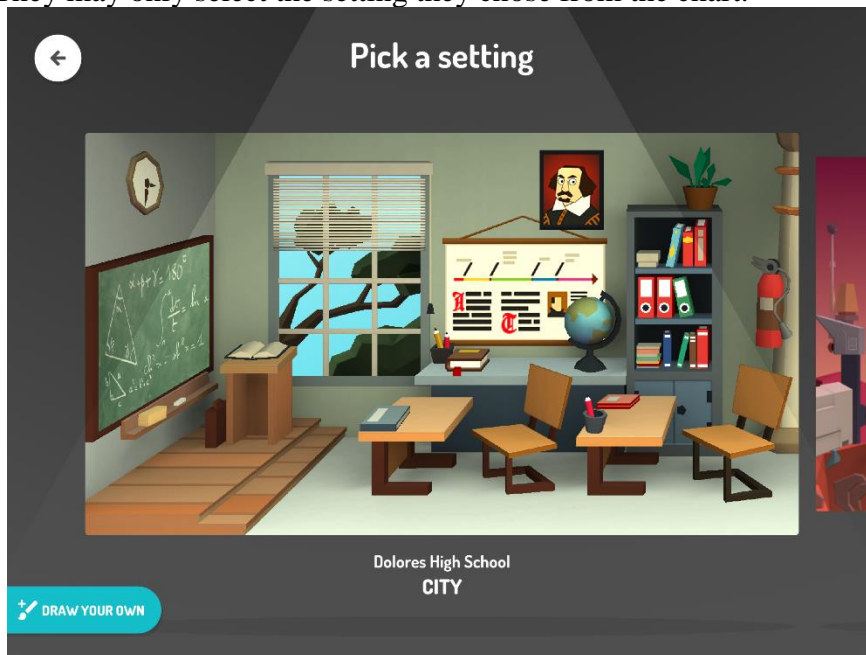 They may only select the setting they chose from the chart.
Pick a setting
Dolores High School
CITY
DRAW YOUR OWN